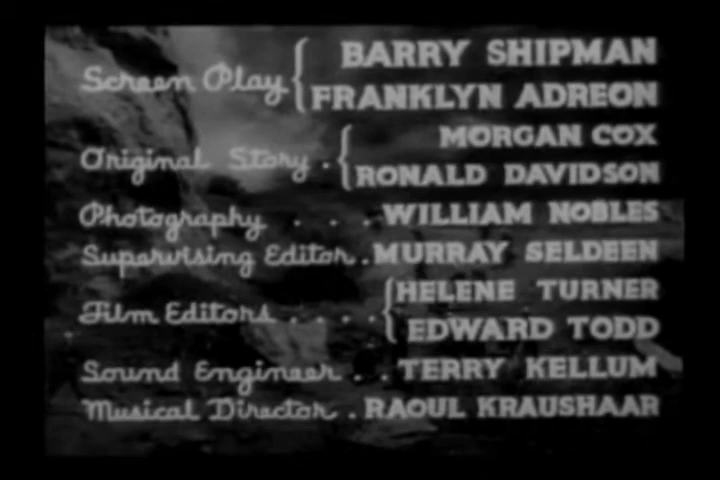 Screen Play { BARRY SHIPMAN
FRANKLYN ADREON
Original Story . { MORGAN COX
RONALD DAVIDSON
Photography . . . WILLIAM NOBLES
Supervising Editor . MURRAY SELDEEN
Film Editors . . . . { HELENE TURNER
EDWARD TODD
Sound Engineer . . TERRY KELLUM
Musical Director . RAOUL KRAUSHAAR